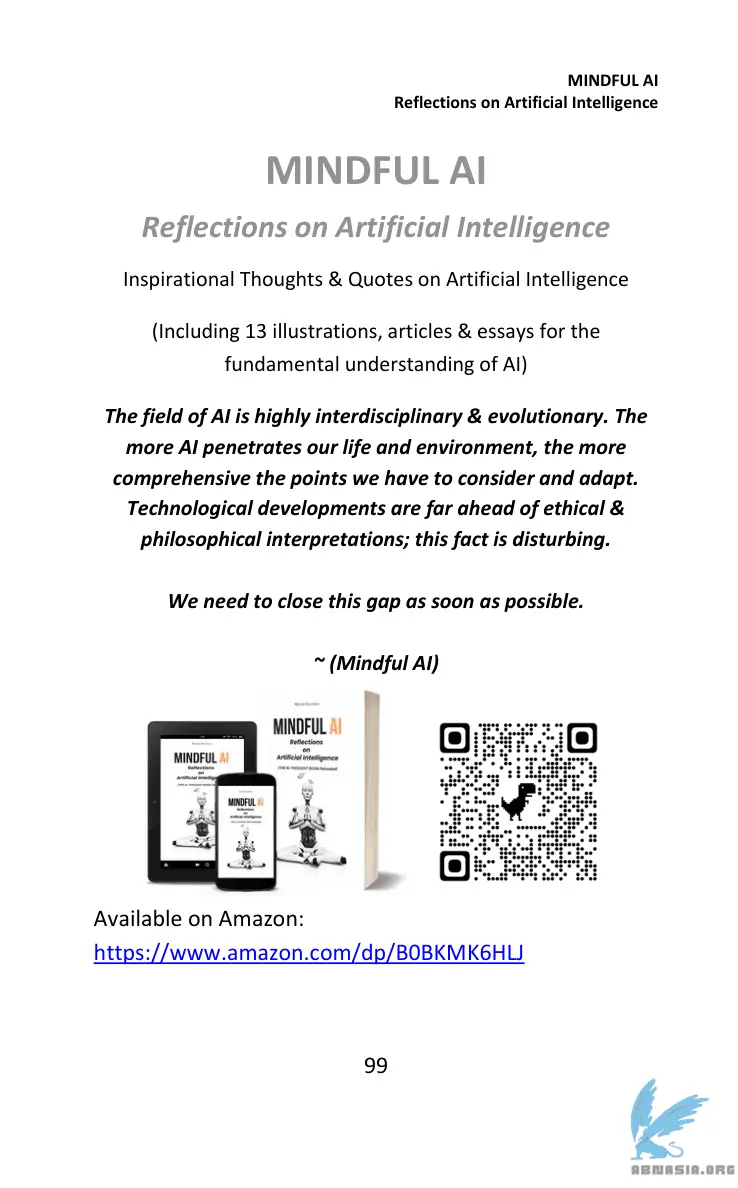 MINDFUL AI
Reflections on Artificial Intelligence
MINDFUL AI
Reflections on Artificial Intelligence
Inspirational Thoughts & Quotes on Artificial Intelligence
(Including 13 illustrations, articles & essays for the
fundamental understanding of AI)
The field of AI is highly interdisciplinary & evolutionary. The
more AI penetrates our life and environment, the more
comprehensive the points we have to consider and adapt.
Technological developments are far ahead of ethical &
philosophical interpretations; this fact is disturbing.
We need to close this gap as soon as possible.
~ (Mindful AI)
MINDFUL AI
Reflections
on
Artificial Intelligence
MINDFUL AI
Reflections
on
Artificial Intelligence
MINDFUL AI
Reflections
on
Artificial Intelligence
Available on Amazon:
https://www.amazon.com/dp/B0BKMK6HLJ
99
ABNASIA.ORG